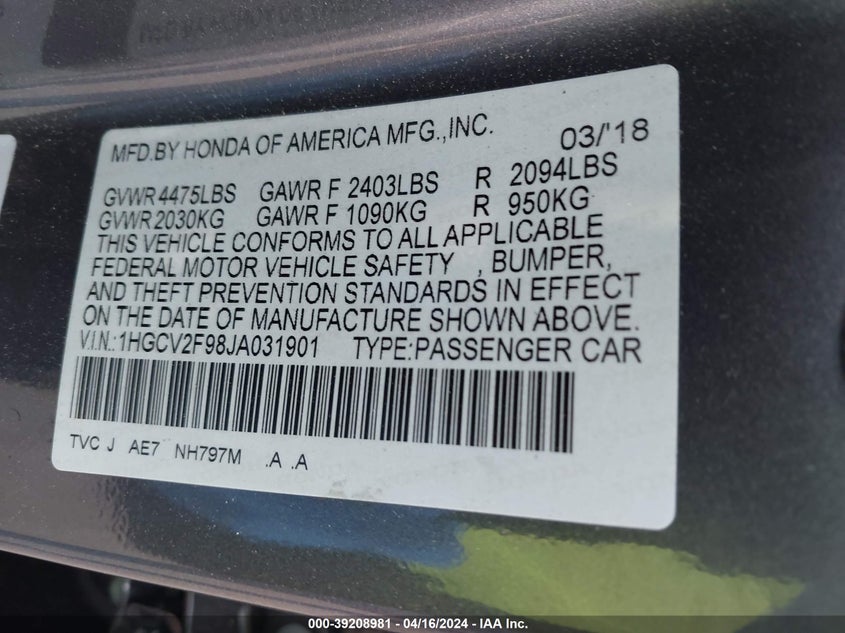 MFD.BY HONDA OF AMERICA MFG.,INC. 03/'18
GVWR 4475LBS GAWR F 2403LBS R 2094LBS
GVWR 2030KG GAWR F 1090KG R 950KG
THIS VEHICLE CONFORMS TO ALL APPLICABLE
FEDERAL MOTOR VEHICLE SAFETY , BUMPER,
AND THEFT PREVENTION STANDARDS IN EFFECT
ON THE DATE OF MANUFACTURE SHOWN ABOVE.
V.I.N.:1HGCV2F98JA031901 TYPE:PASSENGER CAR
TVC J AE7 NH797M .A .A
000-39208981 - 04/16/2024 - IAA Inc.